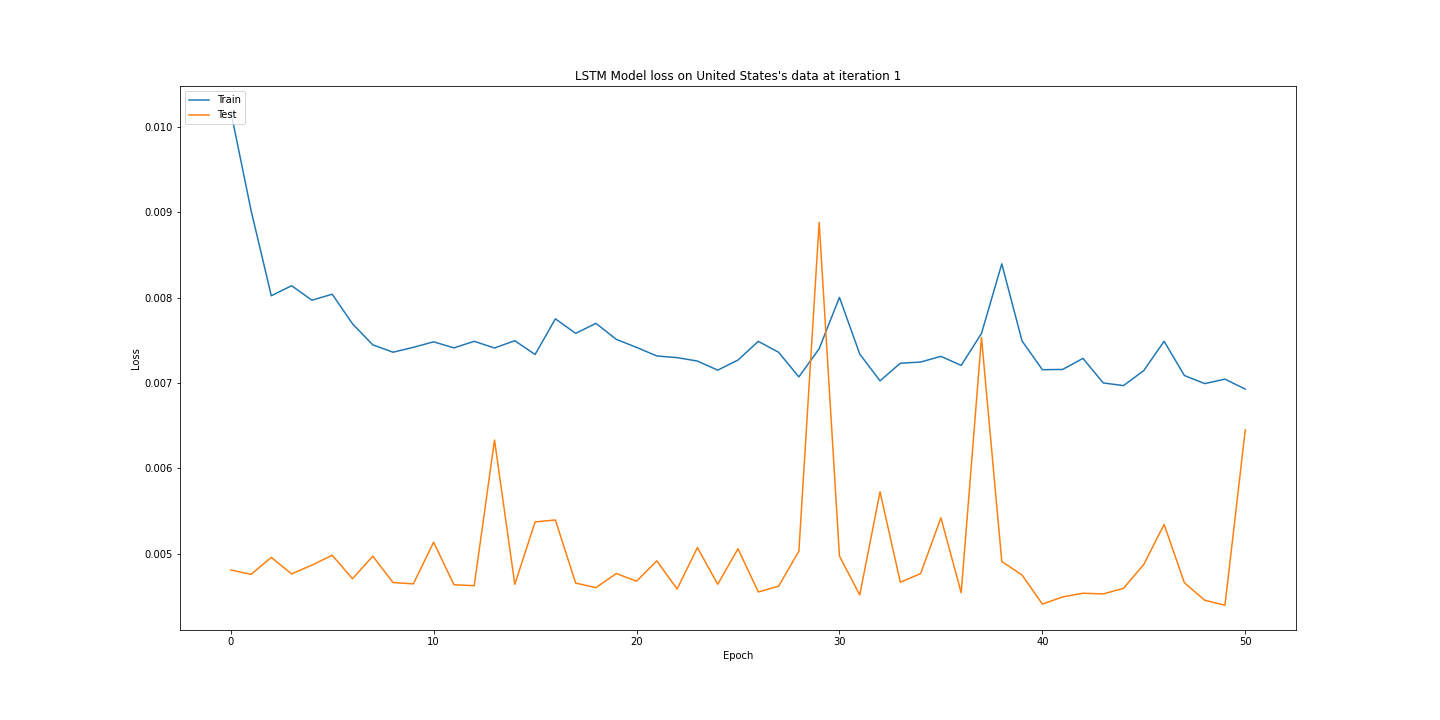 LSTM Model loss on United States's data at iteration 1
Train
Test
0.010
0.009
0.008
0.007
0.006
0.005
Loss
0 10 20 30 40 50
Epoch